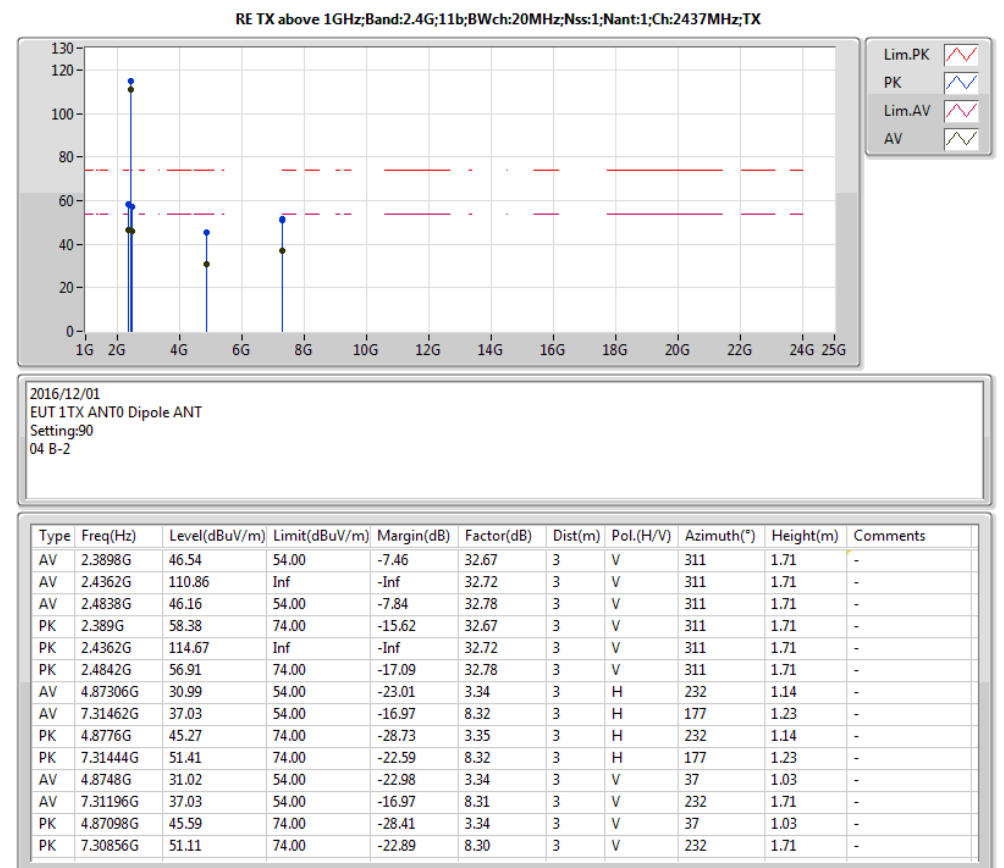 RE TX above 1GHz;Band:2.4G;11b;BWch:20MHz;Nss:1;Nant:1;Ch:2437MHz;TX
130
120
100
80
60
40
20
0
1G 2G 4G 6G 8G 10G 12G 14G 16G 18G 20G 22G 24G 25G
Lim.PK
PK
Lim.AV
AV
2016/12/01
EUT 1TX ANT0 Dipole ANT
Setting:90
04 B-2
Type Freq(Hz) Level(dBuV/m) Limit(dBuV/m) Margin(dB) Factor(dB) Dist(m) Pol.(H/V) Azimuth(°) Height(m) Comments
AV 2.3898G 46.54 54.00 -7.46 32.67 3 V 311 1.71 -
AV 2.4362G 110.86 Inf -Inf 32.72 3 V 311 1.71 -
AV 2.4838G 46.16 54.00 -7.84 32.78 3 V 311 1.71 -
PK 2.389G 58.38 74.00 -15.62 32.67 3 V 311 1.71 -
PK 2.4362G 114.67 Inf -Inf 32.72 3 V 311 1.71 -
PK 2.4842G 56.91 74.00 -17.09 32.78 3 V 311 1.71 -
AV 4.87306G 30.99 54.00 -23.01 3.34 3 H 232 1.14 -
AV 7.31462G 37.03 54.00 -16.97 8.32 3 H 177 1.23 -
PK 4.8776G 45.27 74.00 -28.73 3.35 3 H 232 1.14 -
PK 7.31444G 51.41 74.00 -22.59 8.32 3 H 177 1.23 -
AV 4.8748G 31.02 54.00 -22.98 3.34 3 V 37 1.03 -
AV 7.31196G 37.03 54.00 -16.97 8.31 3 V 232 1.71 -
PK 4.87098G 45.59 74.00 -28.41 3.34 3 V 37 1.03 -
PK 7.30856G 51.11 74.00 -22.89 8.30 3 V 232 1.71 -